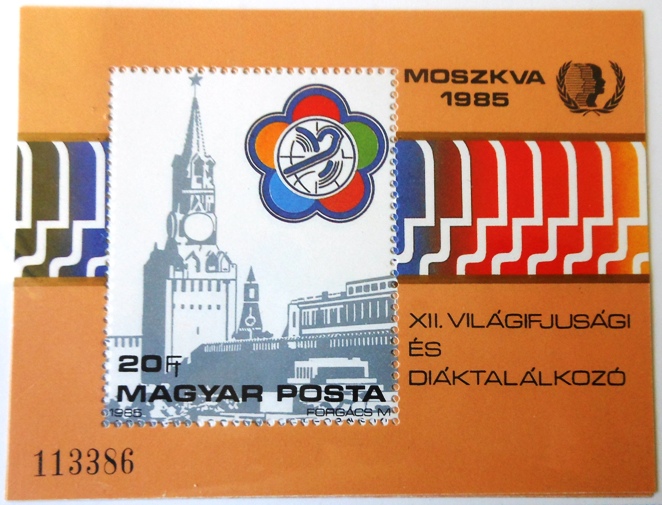 MOSZKVA
1985
XII. VILÁGIFJUSÁGI
ÉS
DIÁKTALÁLKOZÓ
20 Ft
MAGYAR POSTA
1985 FORGÁCS M
113386